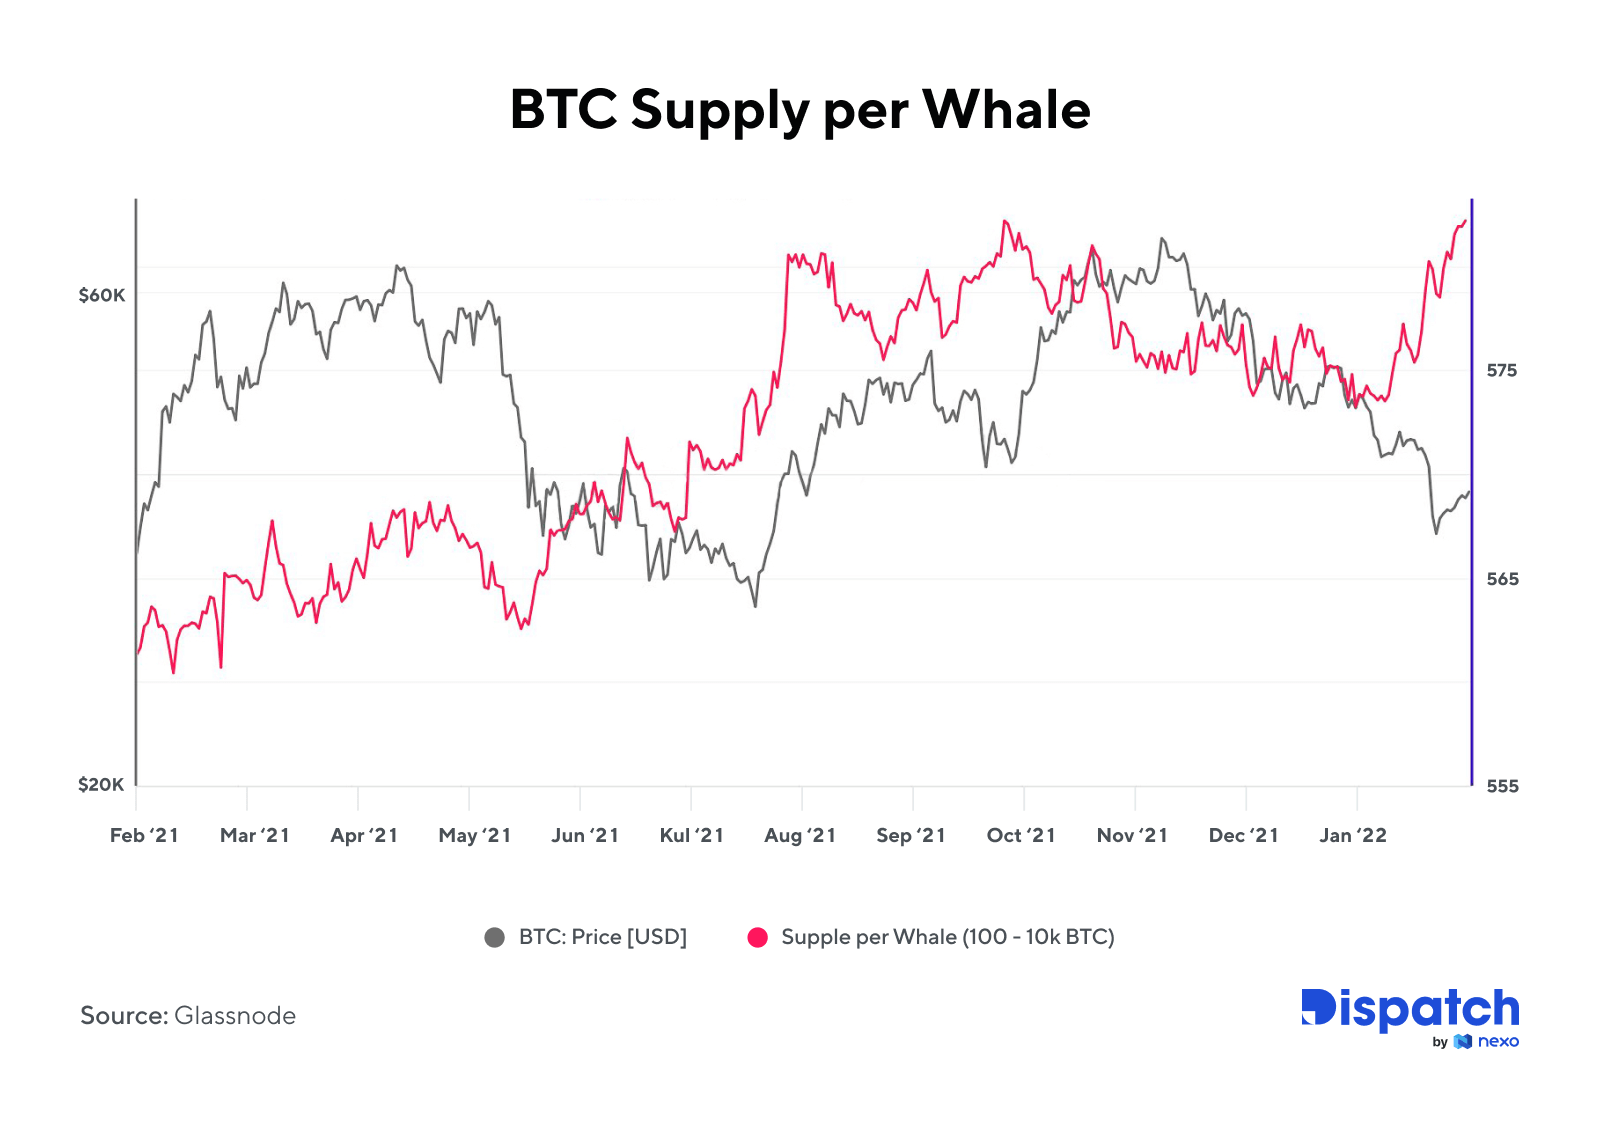 BTC Supply per Whale
$60K
$20K
575
565
555
Feb ‘21 Mar ‘21 Apr ‘21 May ‘21 Jun ‘21 Kul ‘21 Aug ‘21 Sep ‘21 Oct ‘21 Nov ‘21 Dec ‘21 Jan ‘22
BTC: Price [USD] Supple per Whale (100 - 10k BTC)
Source: Glassnode
Dispatch
by nexo